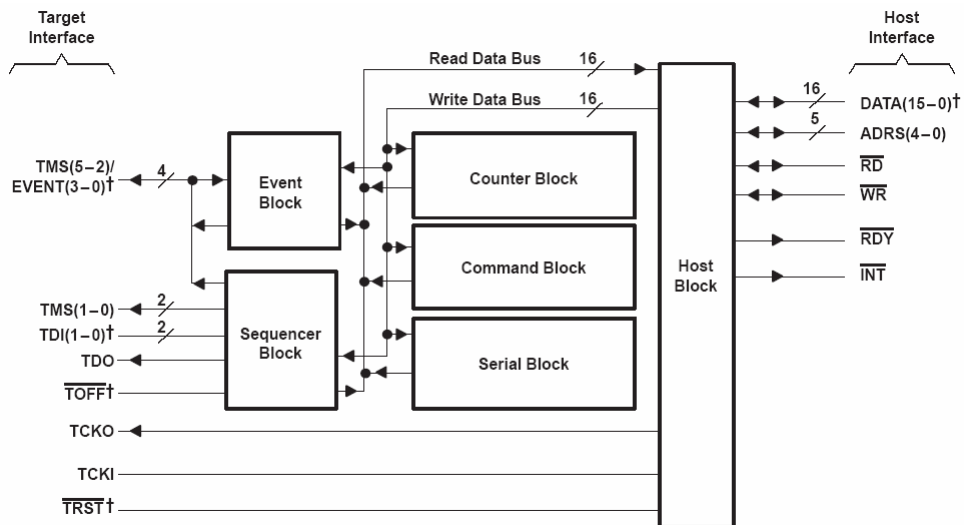 Target
Interface
Host
Interface
Read Data Bus 16
Write Data Bus 16
16 DATA(15–0)†
5 ADRS(4–0)
TMS(5–2)/
EVENT(3–0)†
4
Event
Block
Counter Block
RD
WR
RDY
INT
Command Block
Host
Block
TMS(1–0) 2
TDI(1–0)† 2
TDO
TOFF†
Sequencer
Block
Serial Block
TCKO
TCKI
TRST†